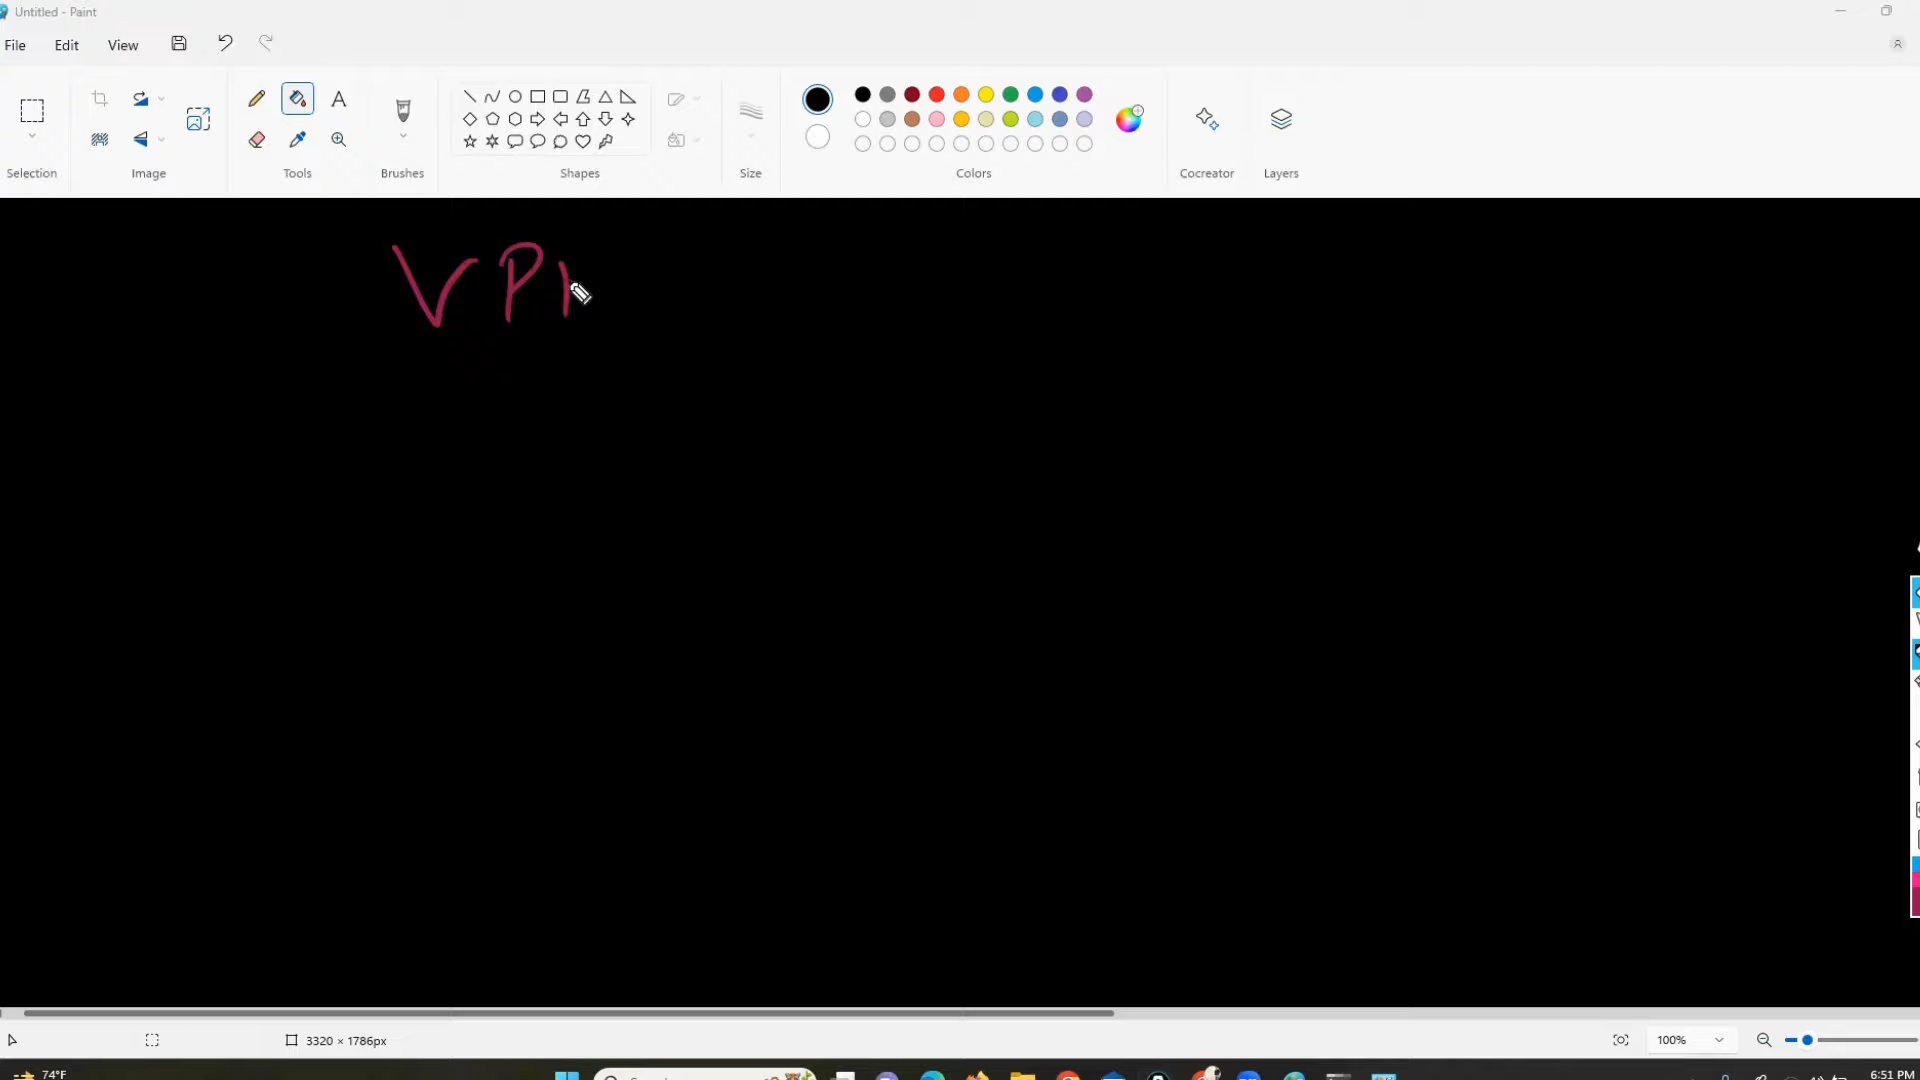 Untitled - Paint
File Edit View
Selection Image Tools Brushes Shapes Size Colors Cocreator Layers
VP
3320 × 1786px 100%
74°F 6:51 PM